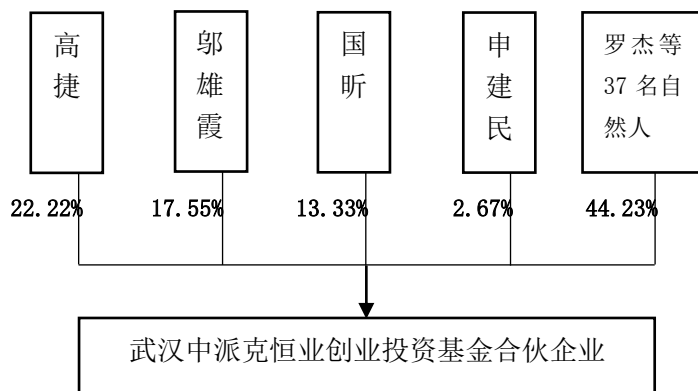 高捷
邬雄霞
国昕
申建民
罗杰等
37 名自
然人
22.22%
17.55%
13.33%
2.67%
44.23%
武汉中派克恒业创业投资基金合伙企业